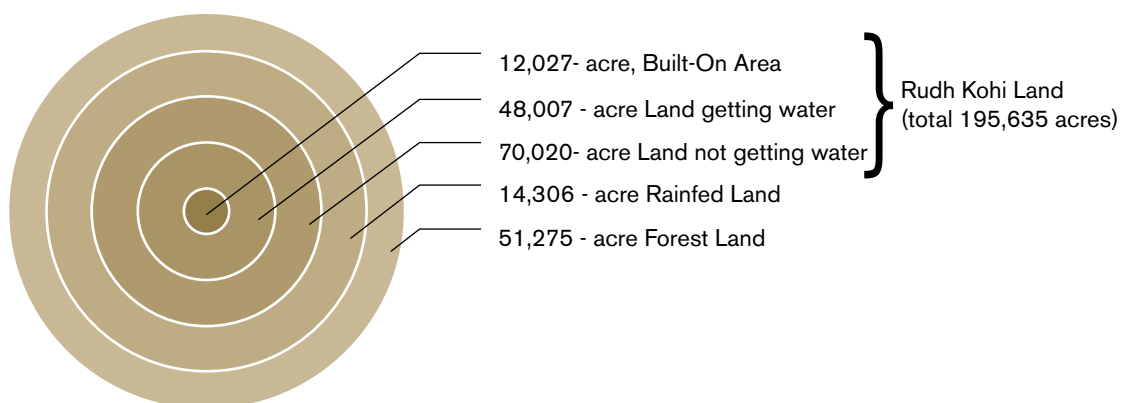 12,027- acre, Built-On Area
48,007 - acre Land getting water
70,020- acre Land not getting water
14,306 - acre Rainfed Land
51,275 - acre Forest Land
Rudh Kohi Land
(total 195,635 acres)